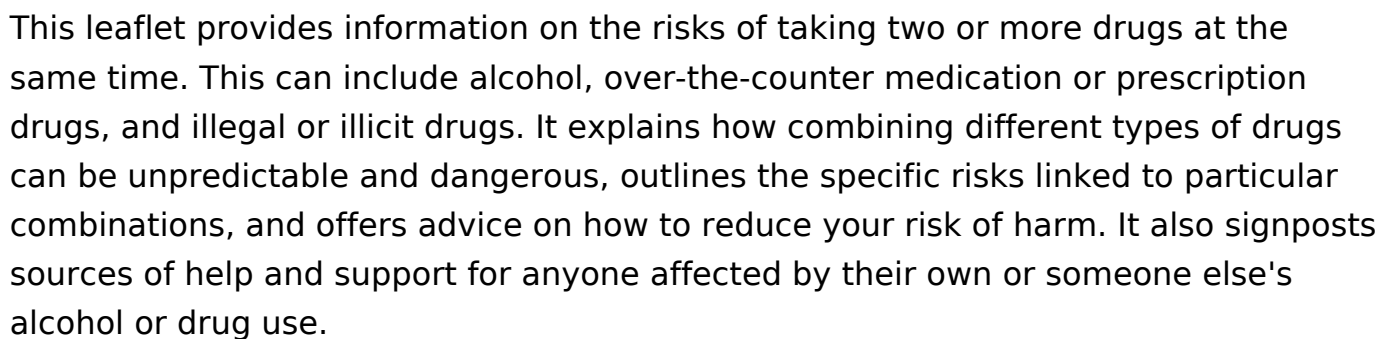 This leaflet provides information on the risks of taking two or more drugs at the
same time. This can include alcohol, over-the-counter medication or prescription
drugs, and illegal or illicit drugs. It explains how combining different types of drugs
can be unpredictable and dangerous, outlines the specific risks linked to particular
combinations, and offers advice on how to reduce your risk of harm. It also signposts
sources of help and support for anyone affected by their own or someone else's
alcohol or drug use.